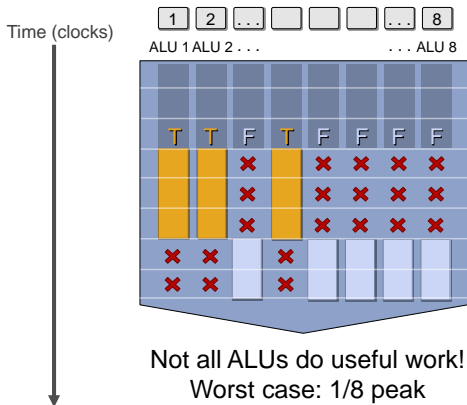 1 2 ... ... 8
Time (clocks)
ALU 1 ALU 2 . . . . . . ALU 8
T T F T F F F F
Not all ALUs do useful work!
Worst case: 1/8 peak